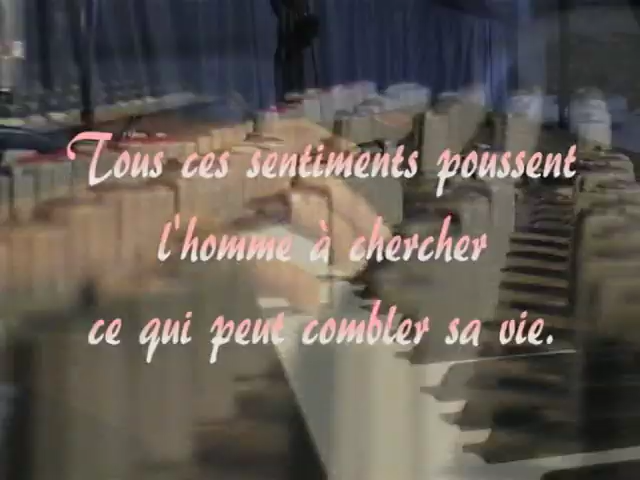 Tous ces sentiments poussent
l'homme à chercher
ce qui peut combler sa vie.